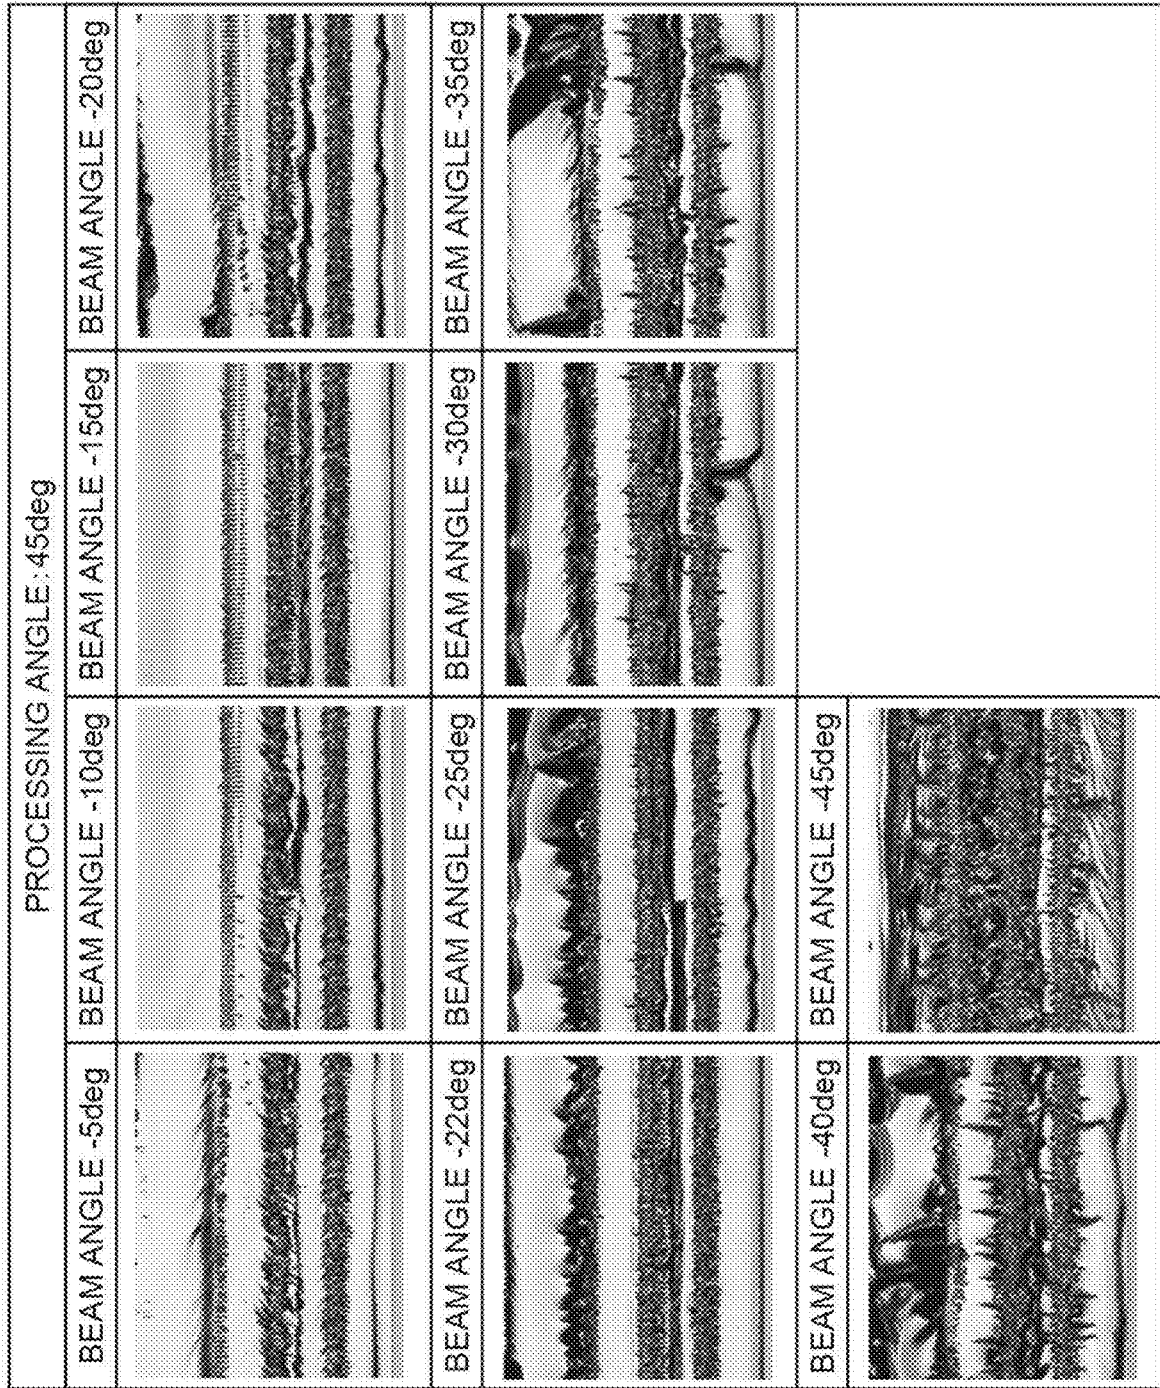 PROCESSING ANGLE:45deg
BEAM ANGLE -5deg
BEAM ANGLE -10deg
BEAM ANGLE -15deg
BEAM ANGLE -20deg
BEAM ANGLE -22deg
BEAM ANGLE -25deg
BEAM ANGLE -30deg
BEAM ANGLE -35deg
BEAM ANGLE -40deg
BEAM ANGLE -45deg